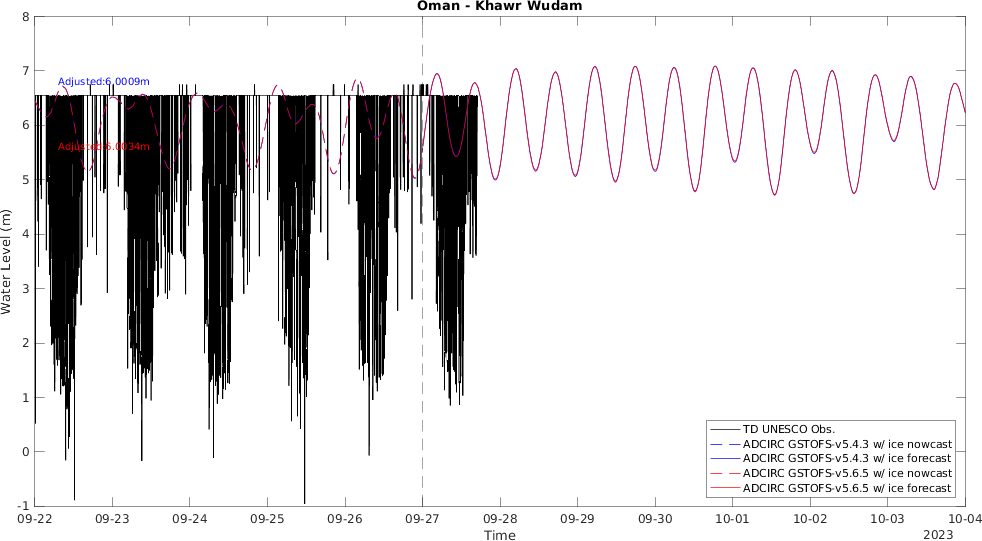 Oman - Khawr Wudam
8
7
6
5
4
3
2
1
0
-1
Water Level (m)
Adjusted:6.0009m
Adjusted:6.0034m
TD UNESCO Obs.
ADCIRC GSTOFS-v5.4.3 w/ ice nowcast
ADCIRC GSTOFS-v5.4.3 w/ ice forecast
ADCIRC GSTOFS-v5.6.5 w/ ice nowcast
ADCIRC GSTOFS-v5.6.5 w/ ice forecast
09-22 09-23 09-24 09-25 09-26 09-27 09-28 09-29 09-30 10-01 10-02 10-03 10-04
Time
2023